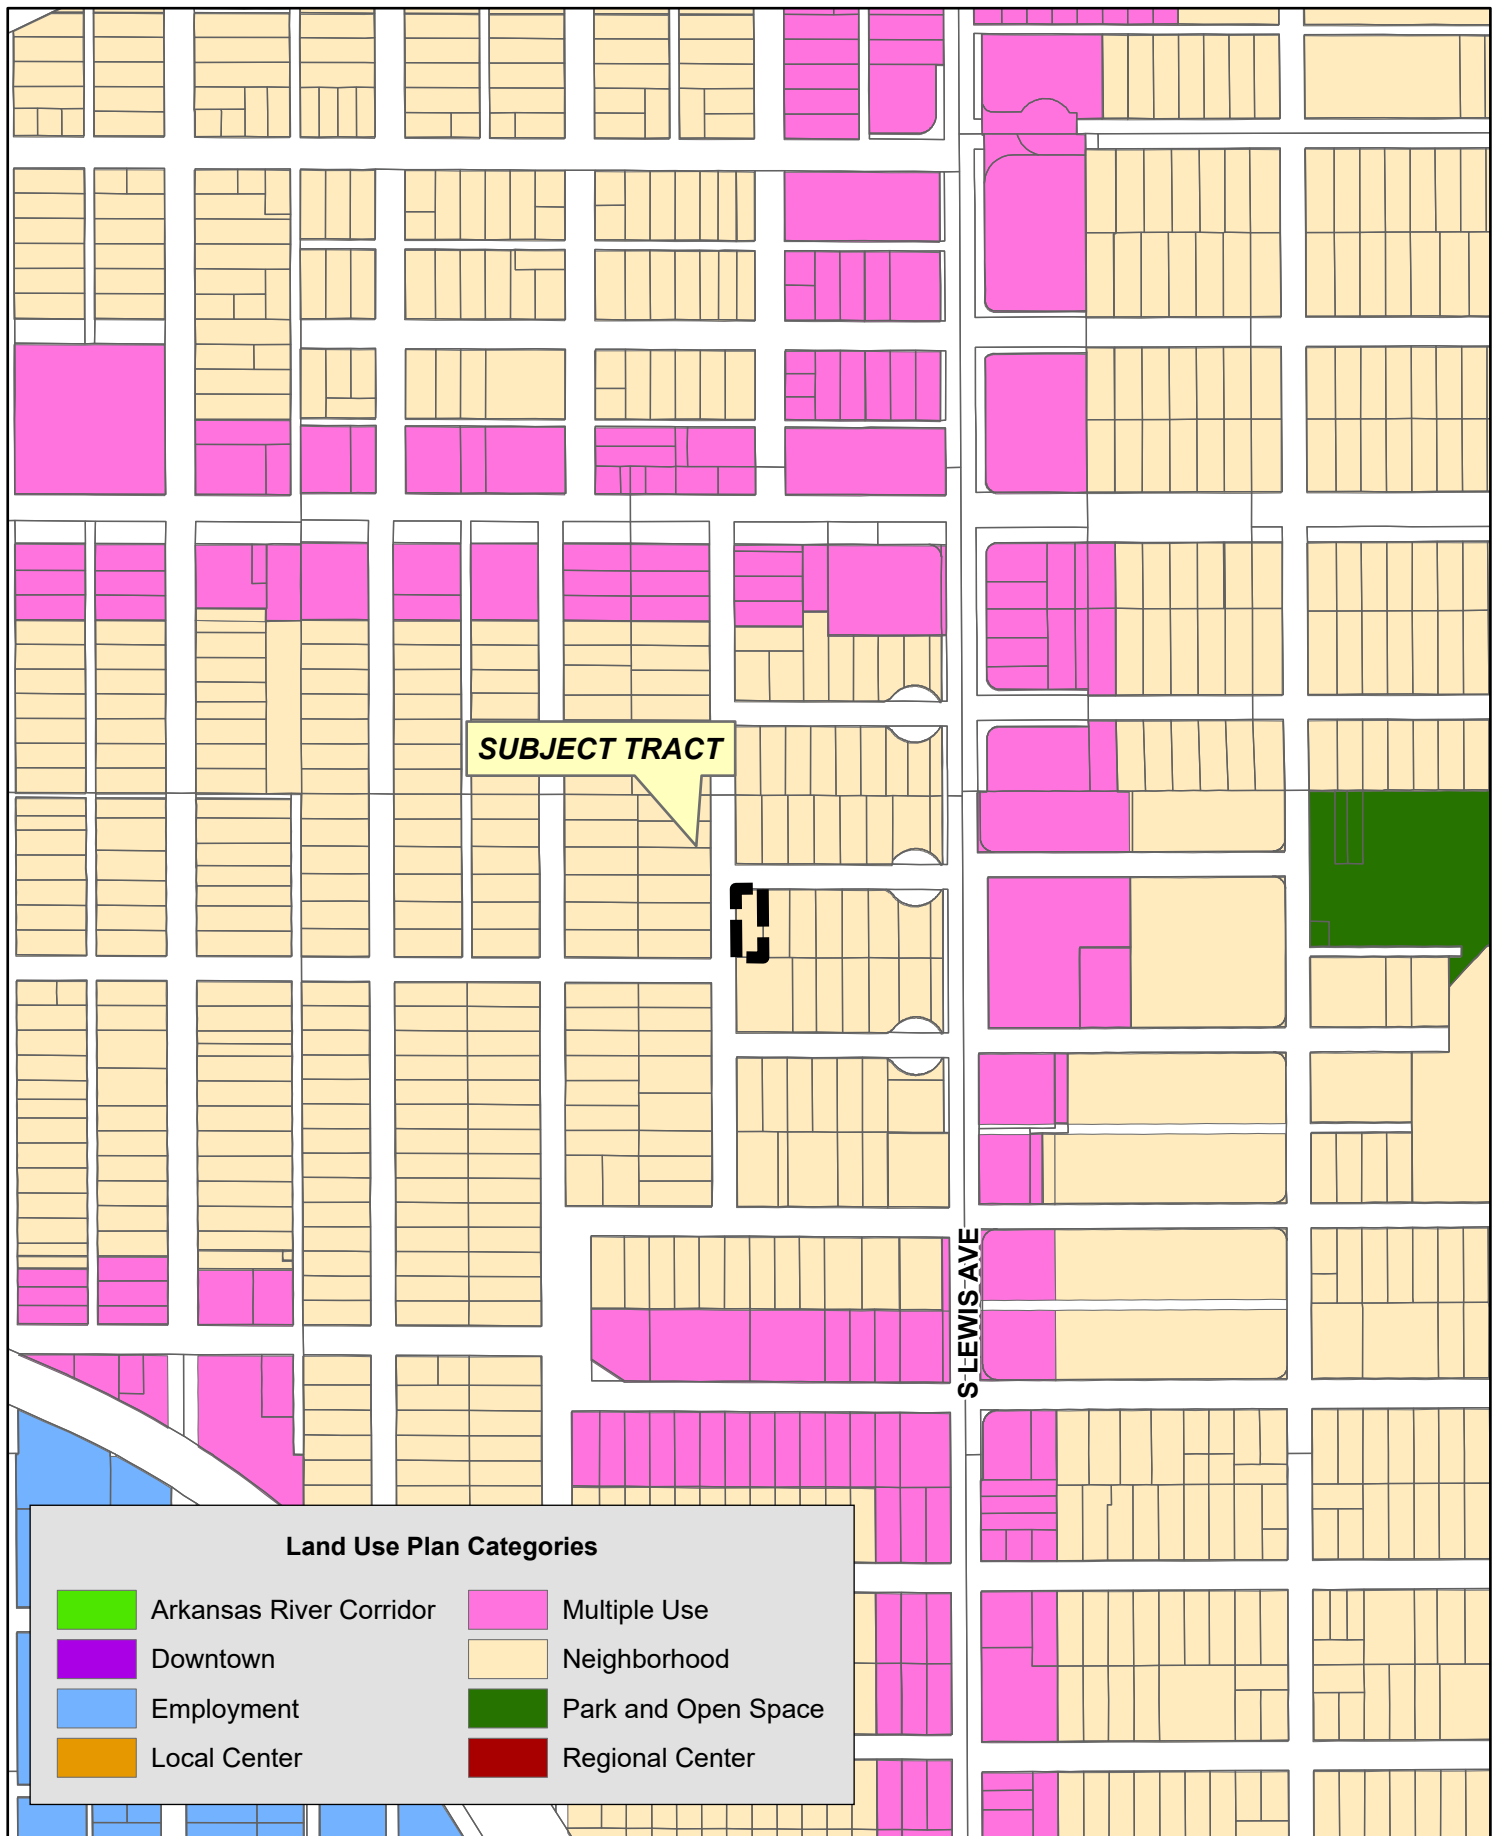 SUBJECT TRACT
S LEWIS AVE
Land Use Plan Categories
Arkansas River Corridor
Downtown
Employment
Local Center
Multiple Use
Neighborhood
Park and Open Space
Regional Center